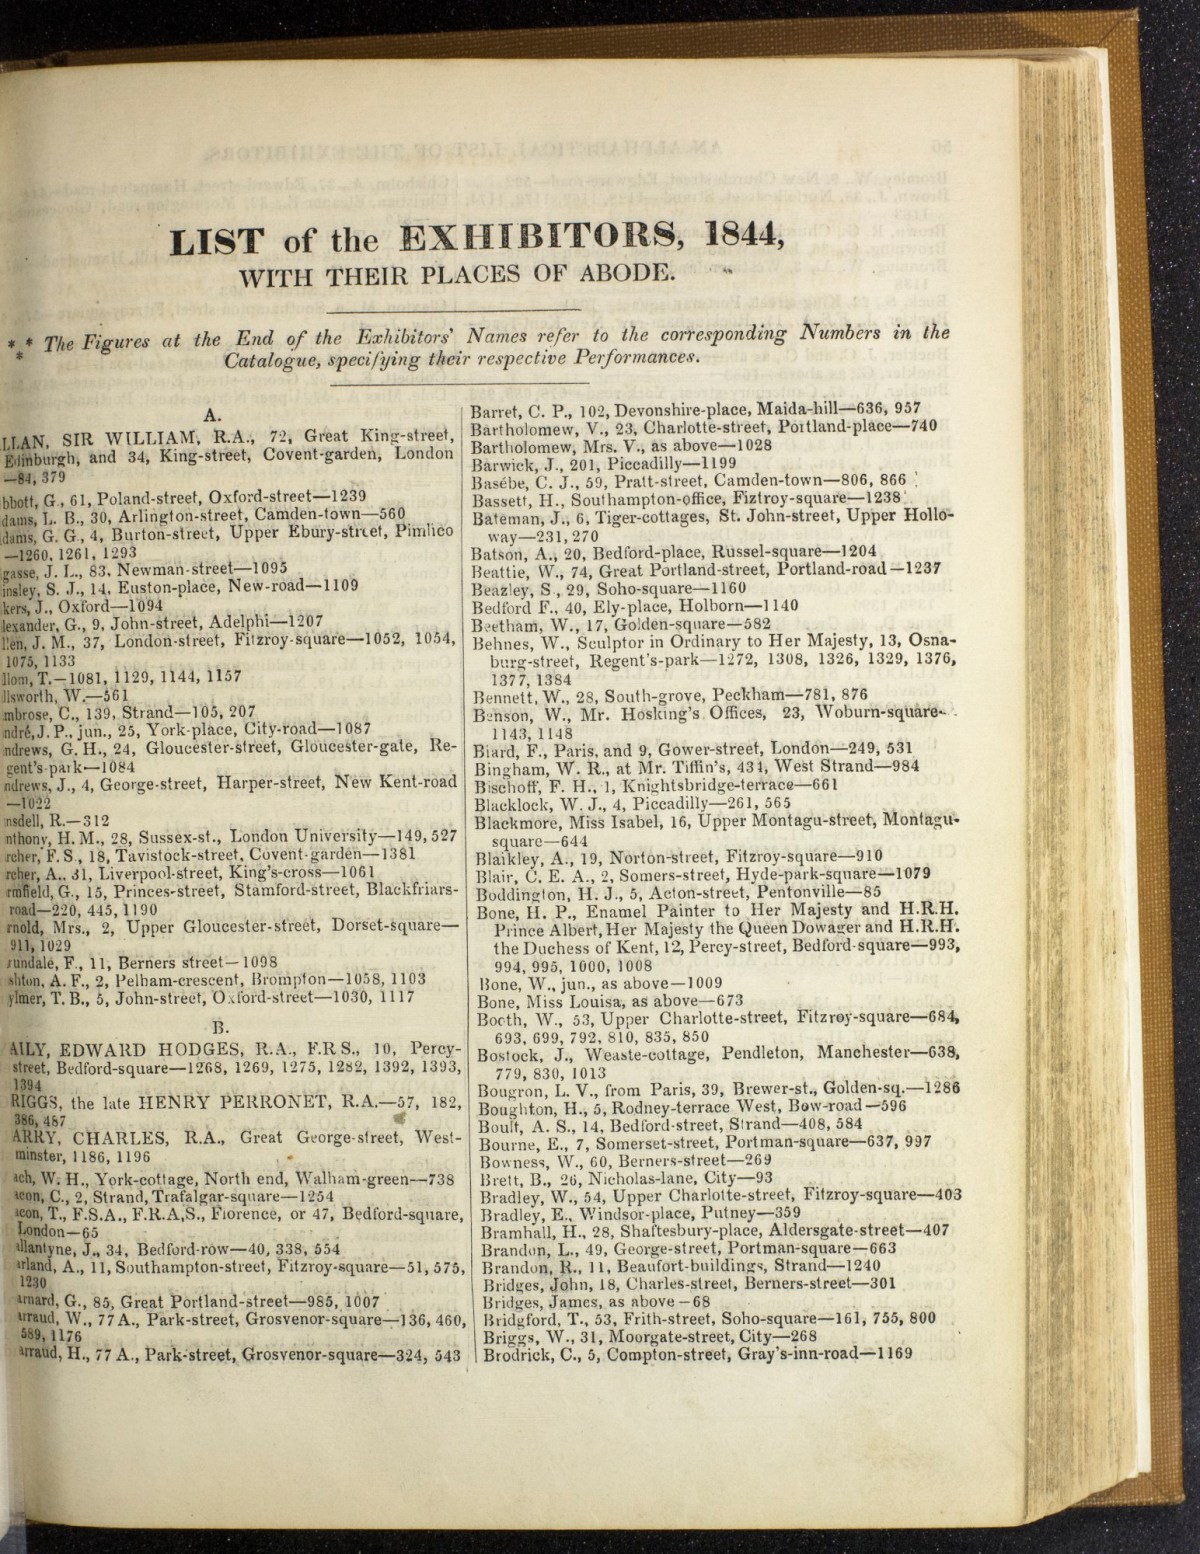 LIST of the EXHIBITORS, 1844,
WITH THEIR PLACES OF ABODE.
* * * The Figures at the End of the Exhibitors' Names refer to the corresponding Numbers in the
Catalogue, specifying their respective Performances.
A.
LLAN, SIR WILLIAM, R.A., 72, Great King-street,
Edinburgh, and 34, King-street, Covent-garden, London
—84, 379
bbott, G., 61, Poland-street, Oxford-street—1239
dams, L. B., 30, Arlington-street, Camden-town—560
dams, G. G., 4, Burton-street, Upper Ebury-street, Pimlico
—1260, 1261, 1293
gasse, J. L., 83, Newman-street—1095
insley, S. J., 14, Euston-place, New-road—1109
kers, J., Oxford—1094
lexander, G., 9, John-street, Adelphi—1207
llen, J. M., 37, London-street, Fitzroy-square—1052, 1054,
1075, 1133
llom, T.—1081, 1129, 1144, 1157
llsworth, W.—561
mbrose, C., 139, Strand—105, 207
ndré, J. P., jun., 25, York-place, City-road—1087
ndrews, G. H., 24, Gloucester-street, Gloucester-gate, Re-
gent's-park—1084
ndrews, J., 4, George-street, Harper-street, New Kent-road
—1022
nsdell, R.—312
nthony, H. M., 28, Sussex-st., London University—149, 527
rcher, F. S., 18, Tavistock-street, Covent-garden—1381
rcher, A., 31, Liverpool-street, King's-cross—1061
rmfield, G., 15, Princes-street, Stamford-street, Blackfriars-
road—220, 445, 1190
rnold, Mrs., 2, Upper Gloucester-street, Dorset-square—
911, 1029
rundale, F., 11, Berners street—1098
shton, A. F., 2, Pelham-crescent, Brompton—1058, 1103
ylmer, T. B., 5, John-street, Oxford-street—1030, 1117
B.
AILY, EDWARD HODGES, R.A., F.R S., 10, Percy-
street, Bedford-square—1268, 1269, 1275, 1282, 1392, 1393,
1394
RIGGS, the late HENRY PERRONET, R.A.—57, 182,
386, 487
ARRY, CHARLES, R.A., Great George-street, West-
minster, 1186, 1196
ach, W. H., York-cottage, North end, Walham-green—738
acon, C., 2, Strand, Trafalgar-square—1254
acon, T., F.S.A., F.R.A,S., Florence, or 47, Bedford-square,
London—65
allantyne, J., 34, Bedford-row—40, 338, 554
arland, A., 11, Southampton-street, Fitzroy-square—51, 575,
1230
arnard, G., 85, Great Portland-street—985, 1007
arraud, W., 77 A., Park-street, Grosvenor-square—136, 460,
589, 1176
arraud, H., 77 A., Park-street, Grosvenor-square—324, 543
Barret, C. P., 102, Devonshire-place, Maida-hill—636, 957
Bartholomew, V., 23, Charlotte-street, Portland-place—740
Bartholomew, Mrs. V., as above—1028
Barwick, J., 201, Piccadilly—1199
Basébe, C. J., 59, Pratt-street, Camden-town—806, 866
Bassett, H., Southampton-office, Fiztroy-square—1238
Bateman, J., 6, Tiger-cottages, St. John-street, Upper Hollo-
way—231, 270
Batson, A., 20, Bedford-place, Russel-square—1204
Beattie, W., 74, Great Portland-street, Portland-road—1237
Beazley, S , 29, Soho-square—1160
Bedford F., 40, Ely-place, Holborn—1140
Beetham, W., 17, Golden-square—582
Behnes, W., Sculptor in Ordinary to Her Majesty, 13, Osna-
burg-street, Regent's-park—1272, 1308, 1326, 1329, 1376,
1377, 1384
Bennett, W., 28, South-grove, Peckham—781, 876
Benson, W., Mr. Hosking's Offices, 23, Woburn-square-
1143, 1148
Biard, F., Paris, and 9, Gower-street, London—249, 531
Bingham, W. R., at Mr. Tiffin's, 434, West Strand—984
Bischoff, F. H., 1, Knightsbridge-terrace—661
Blacklock, W. J., 4, Piccadilly—261, 565
Blackmore, Miss Isabel, 16, Upper Montagu-street, Montagu-
square—644
Blaikley, A., 19, Norton-street, Fitzroy-square—910
Blair, C. E. A., 2, Somers-street, Hyde-park-square—1079
Boddington, H. J., 5, Acton-street, Pentonville—85
Bone, H. P., Enamel Painter to Her Majesty and H.R.H.
Prince Albert, Her Majesty the Queen Dowager and H.R.H.
the Duchess of Kent, 12, Percy-street, Bedford-square—993,
994, 995, 1000, 1008
Bone, W., jun., as above—1009
Bone, Miss Louisa, as above—673
Booth, W., 53, Upper Charlotte-street, Fitzroy-square—684,
693, 699, 792, 810, 835, 850
Bostock, J., Weaste-cottage, Pendleton, Manchester—638,
779, 830, 1013
Bougron, L. V., from Paris, 39, Brewer-st., Golden-sq.—1286
Boughton, H., 5, Rodney-terrace West, Bow-road—596
Boult, A. S., 14, Bedford-street, Strand—408, 584
Bourne, E., 7, Somerset-street, Portman-square—637, 997
Bowness, W., 60, Berners-street—269
Brett, B., 26, Nicholas-lane, City—93
Bradley, W., 54, Upper Charlotte-street, Fitzroy-square—403
Bradley, E., Windsor-place, Putney—359
Bramhall, H., 28, Shaftesbury-place, Aldersgate-street—407
Brandon, L., 49, George-street, Portman-square—663
Brandon, R., 11, Beaufort-buildings, Strand—1240
Bridges, John, 18, Charles-street, Berners-street—301
Bridges, James, as above—68
Bridgford, T., 53, Frith-street, Soho-square—161, 755, 800
Briggs, W., 31, Moorgate-street, City—268
Brodrick, C., 5, Compton-street, Gray's-inn-road—1169